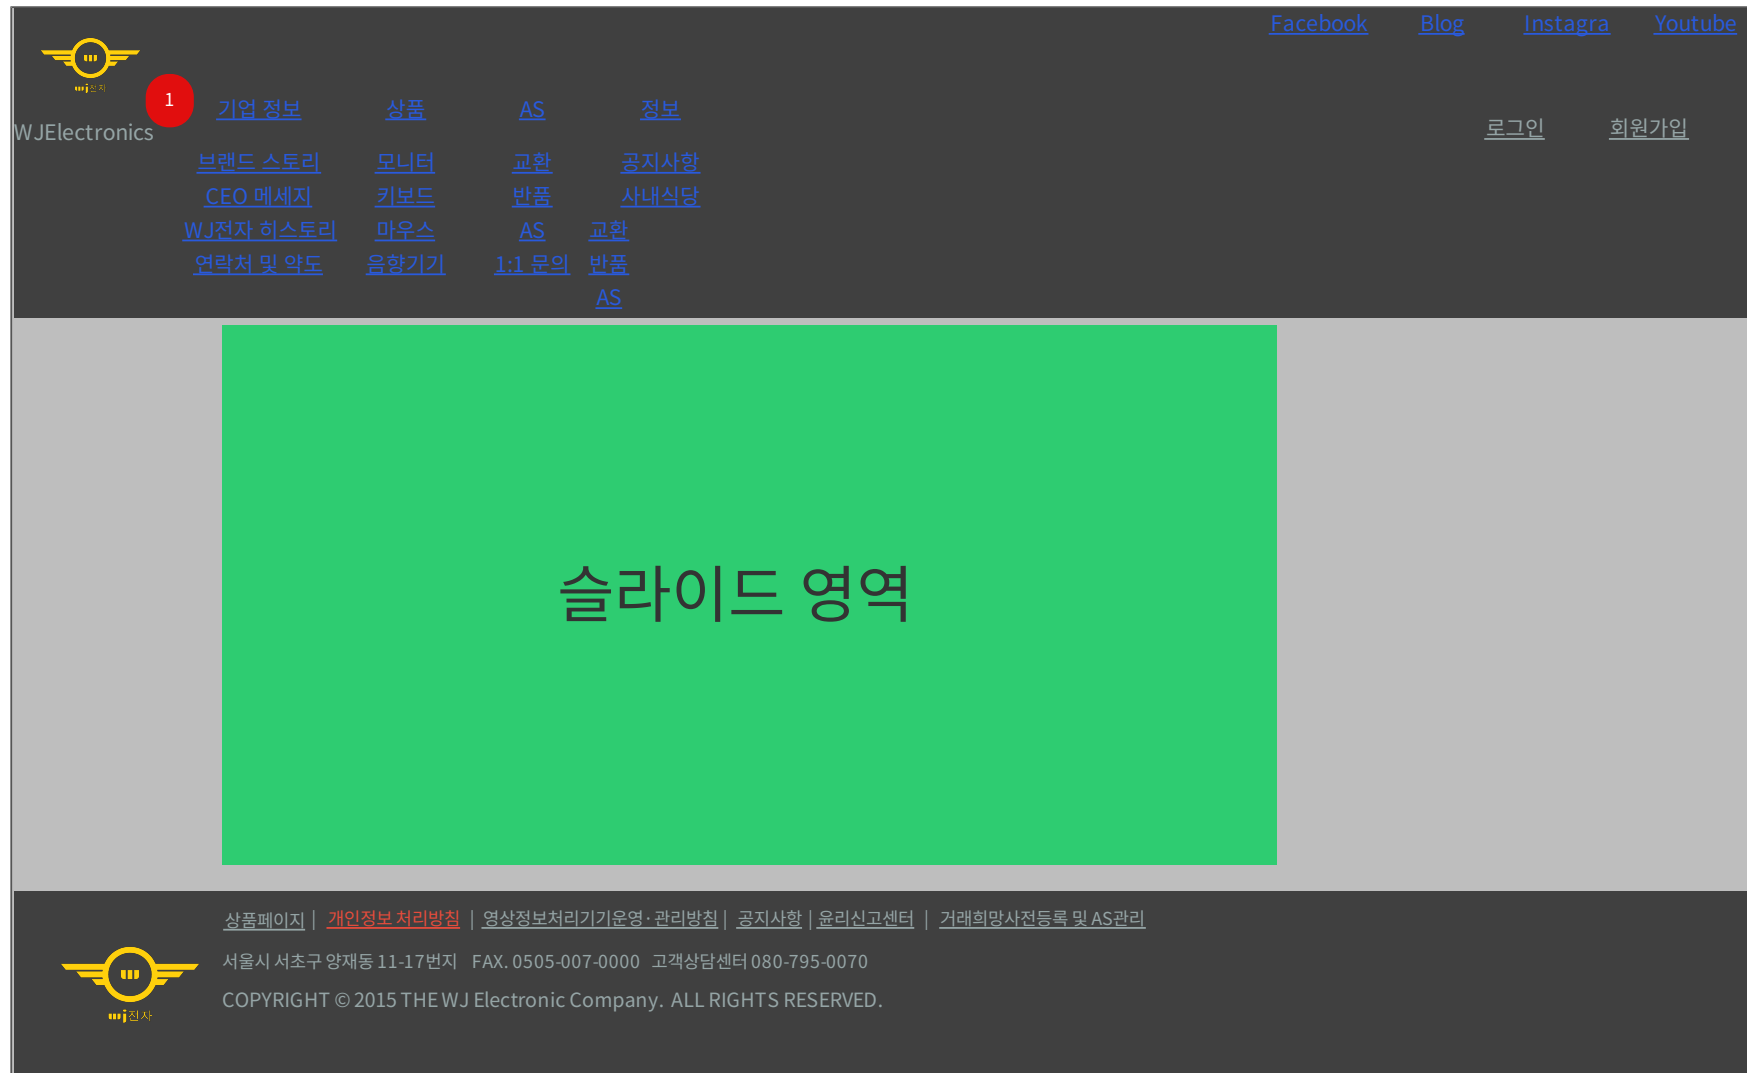 Facebook Blog Instagra Youtube
wj전자
1
WJElectronics
기업 정보 상품 AS 정보
로그인 회원가입
브랜드 스토리 모니터 교환 공지사항
CEO 메세지 키보드 반품 사내식당
WJ전자 히스토리 마우스 AS 교환
연락처 및 약도 음향기기 1:1 문의 반품
AS
슬라이드 영역
상품페이지 | 개인정보 처리방침 | 영상정보처리기기운영·관리방침 | 공지사항 | 윤리신고센터 | 거래희망사전등록 및 AS관리
서울시 서초구 양재동 11-17번지 FAX. 0505-007-0000 고객상담센터 080-795-0070
COPYRIGHT © 2015 THE WJ Electronic Company. ALL RIGHTS RESERVED.
wj전자